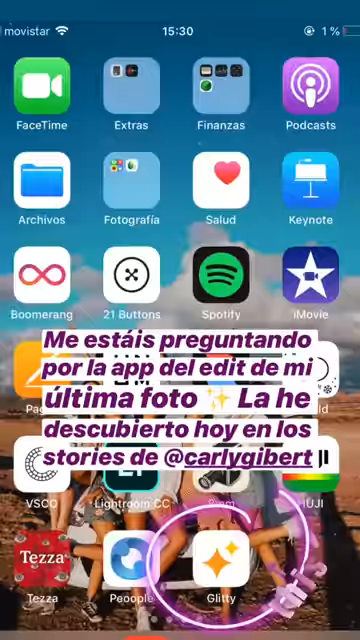 movistar 15:30 1 %
FaceTime Extras Finanzas Podcasts
Archivos Fotografía Salud Keynote
Boomerang 21 Buttons Spotify iMovie
Me estáis preguntando
por la app del edit de mi
última foto ✨ La he
descubierto hoy en los
stories de @carlygibert
VSCO Lightroom CC HUJI
Tezza
Tezza Peoople Glitty